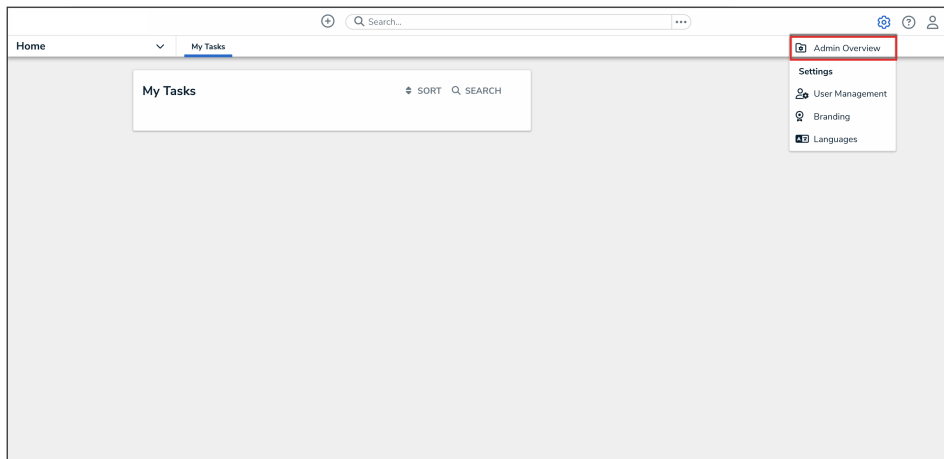 Search...
Home
My Tasks
Admin Overview
Settings
User Management
Branding
Languages
My Tasks
SORT
SEARCH